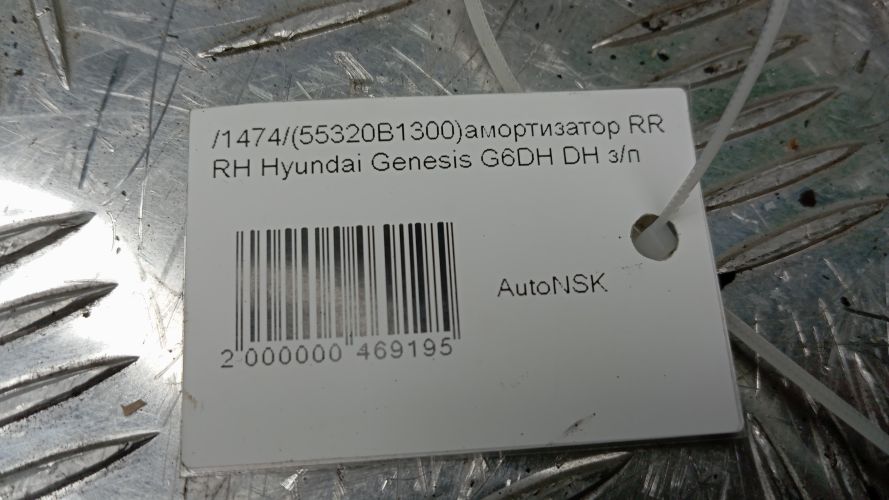 /1474/(55320B1300)амортизатор RR
RH Hyundai Genesis G6DH DH з/п
AutoNSK
2 000000 469195